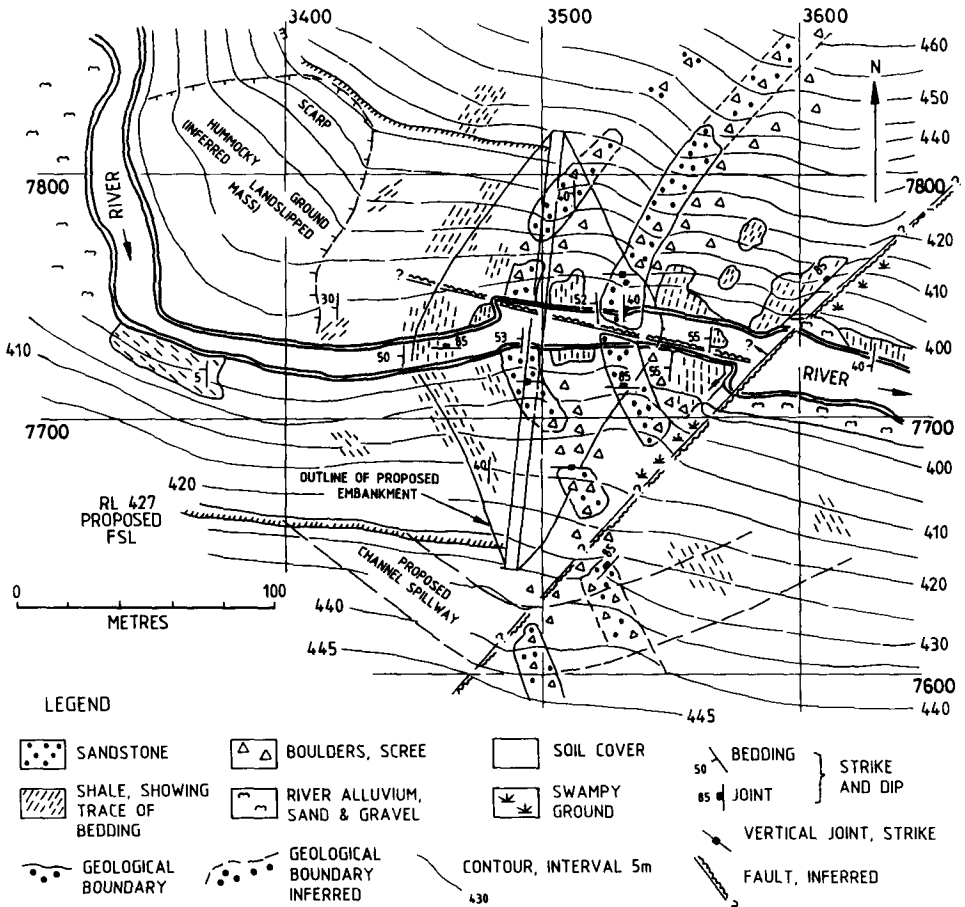 3400
3500
3600
460
450
440
N
SCARP
HUMMOCKY GROUND
(INFERRED LANDSLIPPED
MASS)
7800
7800
RIVER
40
?
420
85
410
30
?
52
40
?
410
50
85
53
55
?
400
5
55
40
RIVER
85
7700
7700
400
40
OUTLINE OF PROPOSED
EMBANKMENT
420
RL 427
PROPOSED
FSL
410
85
420
PROPOSED
CHANNEL SPILLWAY
0
100
METRES
440
430
445
?
7600
445
440
?
LEGEND
SANDSTONE
BOULDERS, SCREE
SOIL COVER
BEDDING
50
STRIKE
AND DIP
85
JOINT
SHALE, SHOWING
TRACE OF
BEDDING
RIVER ALLUVIUM,
SAND & GRAVEL
SWAMPY
GROUND
VERTICAL JOINT, STRIKE
GEOLOGICAL
BOUNDARY
GEOLOGICAL
BOUNDARY
INFERRED
CONTOUR, INTERVAL 5m
430
FAULT, INFERRED
?